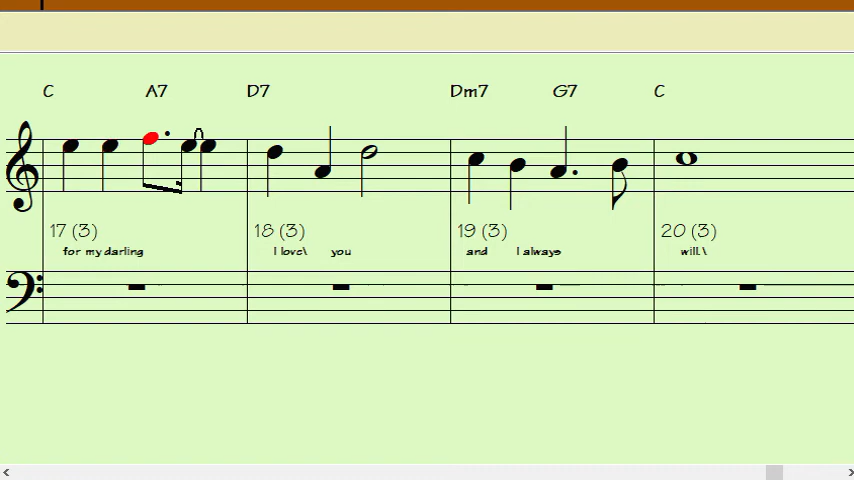 C A7 D7 Dm7 G7 C
17 (3) 18 (3) 19 (3) 20 (3)
for my darling I love\ you and I always will.\